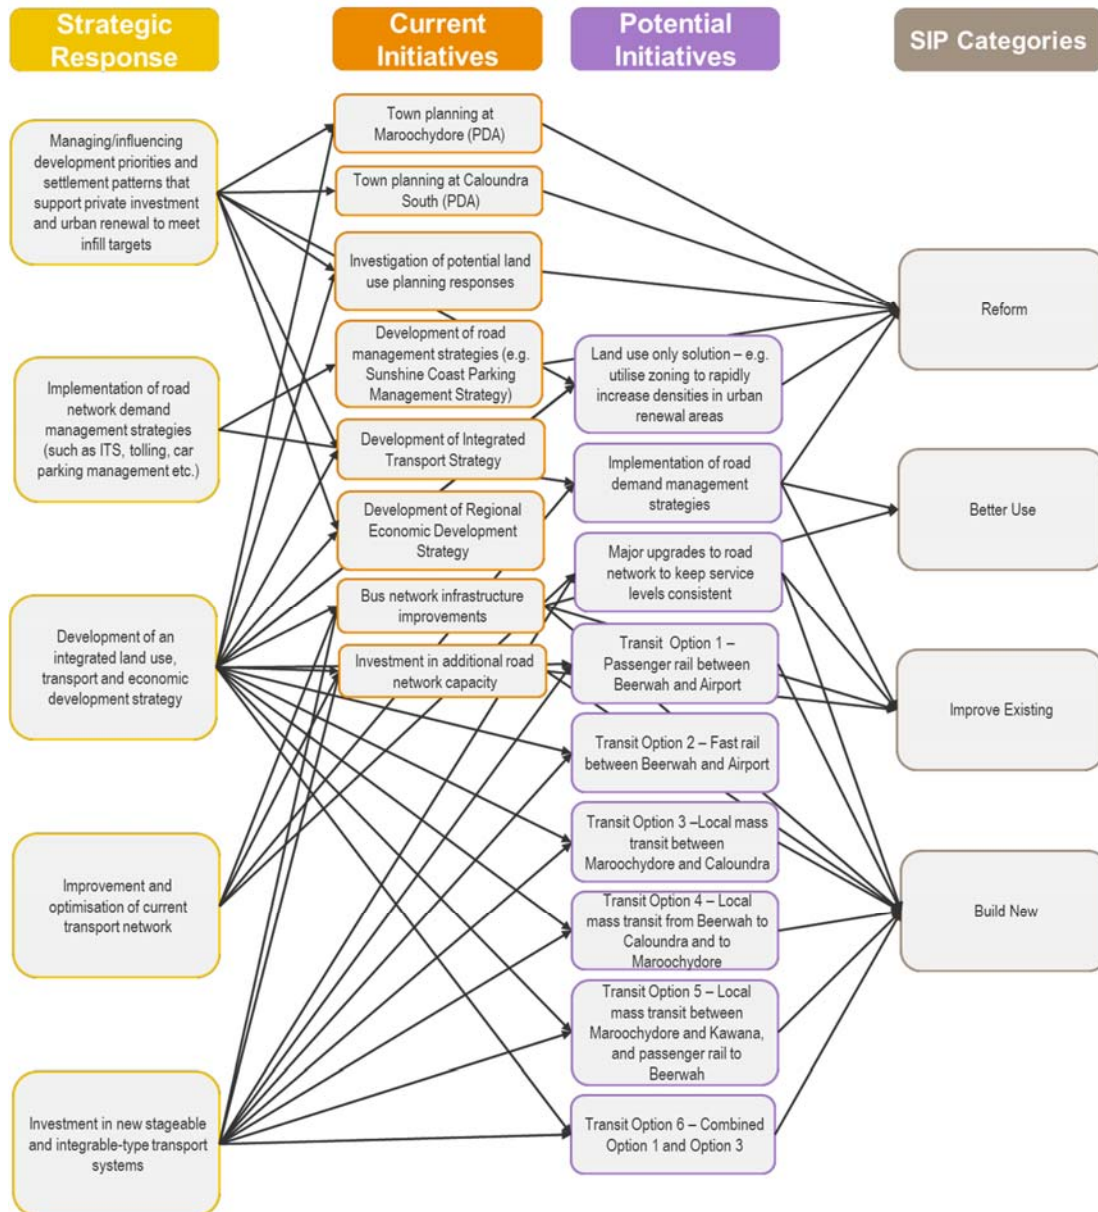 Strategic
Response
Current
Initiatives
Potential
Initiatives
SIP Categories
Managing/influencing
development priorities and
settlement patterns that
support private investment
and urban renewal to meet
infill targets
Implementation of road
network demand
management strategies
(such as ITS, tolling, car
parking management etc.)
Development of an
integrated land use,
transport and economic
development strategy
Improvement and
optimisation of current
transport network
Investment in new stageable
and integrable-type transport
systems
Town planning at
Maroochydore (PDA)
Town planning at Caloundra
South (PDA)
Investigation of potential land
use planning responses
Development of road
management strategies (e.g.
Sunshine Coast Parking
Management Strategy)
Development of Integrated
Transport Strategy
Development of Regional
Economic Development
Strategy
Bus network infrastructure
improvements
Investment in additional road
network capacity
Land use only solution – e.g.
utilise zoning to rapidly
increase densities in urban
renewal areas
Implementation of road
demand management
strategies
Major upgrades to road
network to keep service
levels consistent
Transit Option 1 –
Passenger rail between
Beerwah and Airport
Transit Option 2 – Fast rail
between Beerwah and Airport
Transit Option 3 –Local mass
transit between
Maroochydore and Caloundra
Transit Option 4 – Local
mass transit from Beerwah to
Caloundra and to
Maroochydore
Transit Option 5 – Local
mass transit between
Maroochydore and Kawana,
and passenger rail to
Beerwah
Transit Option 6 – Combined
Option 1 and Option 3
Reform
Better Use
Improve Existing
Build New